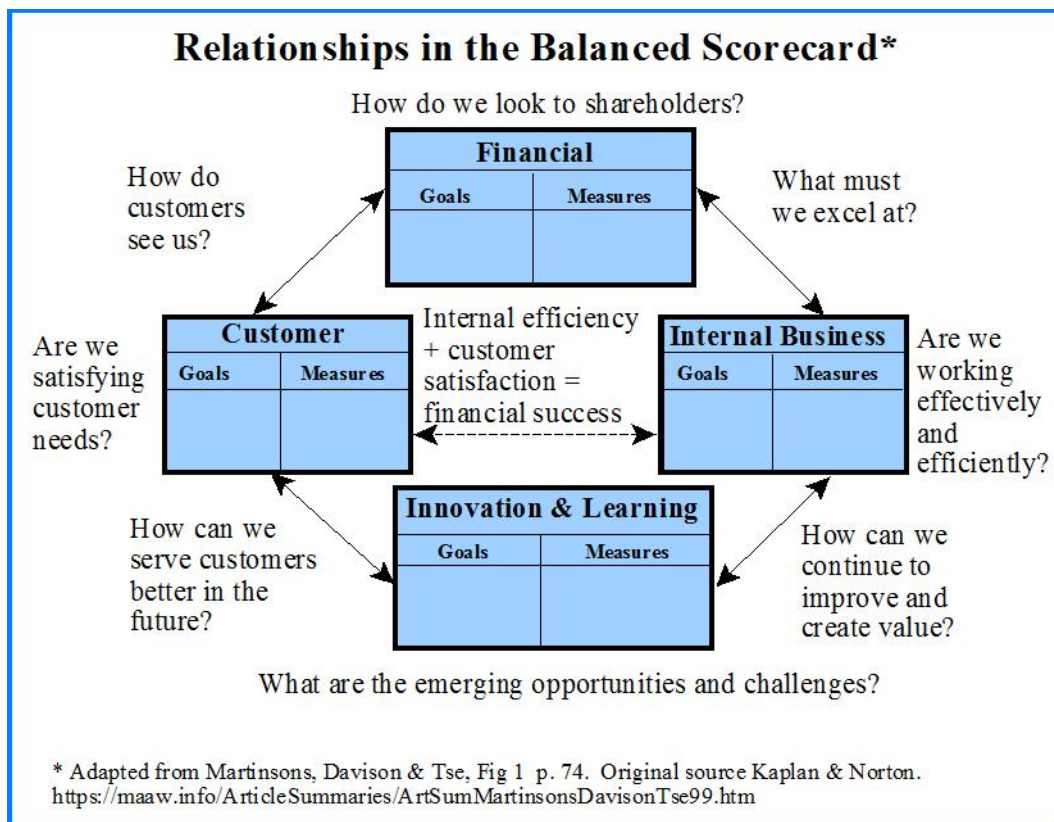 Relationships in the Balanced Scorecard*
How do we look to shareholders?
Financial
Goals Measures
How do
customers
see us?
What must
we excel at?
Customer
Goals Measures
Internal efficiency
+ customer
satisfaction =
financial success
Internal Business
Goals Measures
Are we
satisfying
customer
needs?
Are we
working
effectively
and
efficiently?
Innovation & Learning
Goals Measures
How can we
serve customers
better in the
future?
How can we
continue to
improve and
create value?
What are the emerging opportunities and challenges?
* Adapted from Martinsons, Davison & Tse, Fig 1 p. 74. Original source Kaplan & Norton.
https://maaw.info/ArticleSummaries/ArtSumMartinsonsDavisonTse99.htm